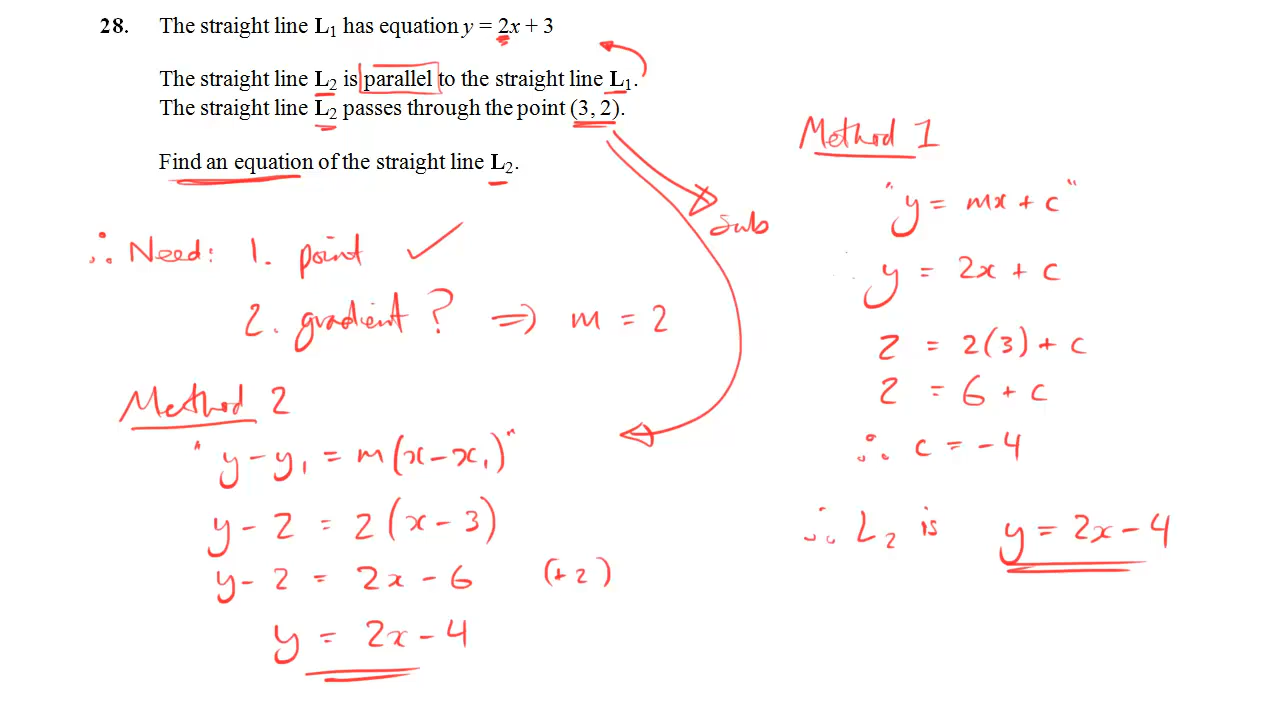 28. The straight line L₁ has equation y = 2x + 3
The straight line L₂ is parallel to the straight line L₁.
The straight line L₂ passes through the point (3, 2).
Find an equation of the straight line L₂.
∴ Need: 1. point ✓
2. gradient ? ⇒ m = 2
Sub
Method 1
"y = mx + c"
y = 2x + c
2 = 2(3) + c
2 = 6 + c
∴ c = -4
∴ L₂ is y = 2x - 4
Method 2
"y - y₁ = m(x - x₁)"
y - 2 = 2(x - 3)
y - 2 = 2x - 6 (+2)
y = 2x - 4